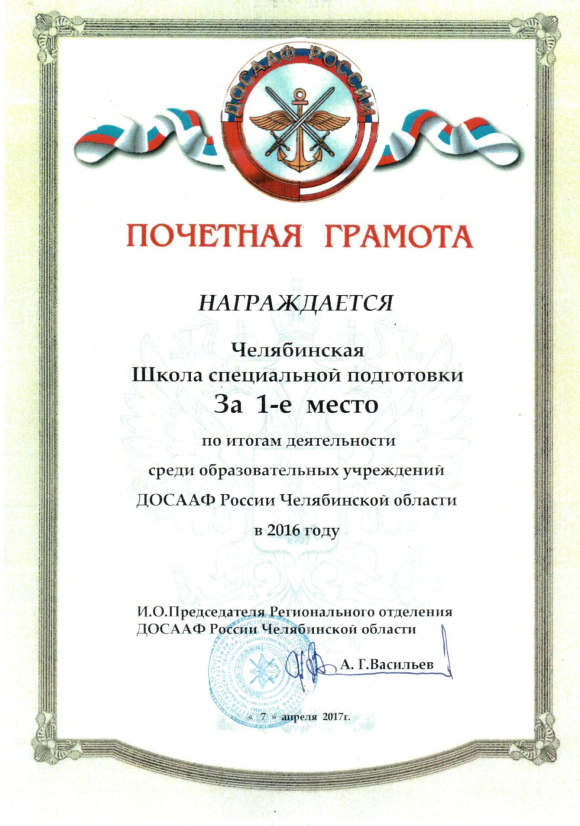 ДОСААФ РОССИИ
ПОЧЕТНАЯ ГРАМОТА
НАГРАЖДАЕТСЯ
Челябинская
Школа специальной подготовки
За 1-е место
по итогам деятельности
среди образовательных учреждений
ДОСААФ России Челябинской области
в 2016 году
И.О.Председателя Регионального отделения
ДОСААФ России Челябинской области
А. Г.Васильев
« 7 » апреля 2017г.